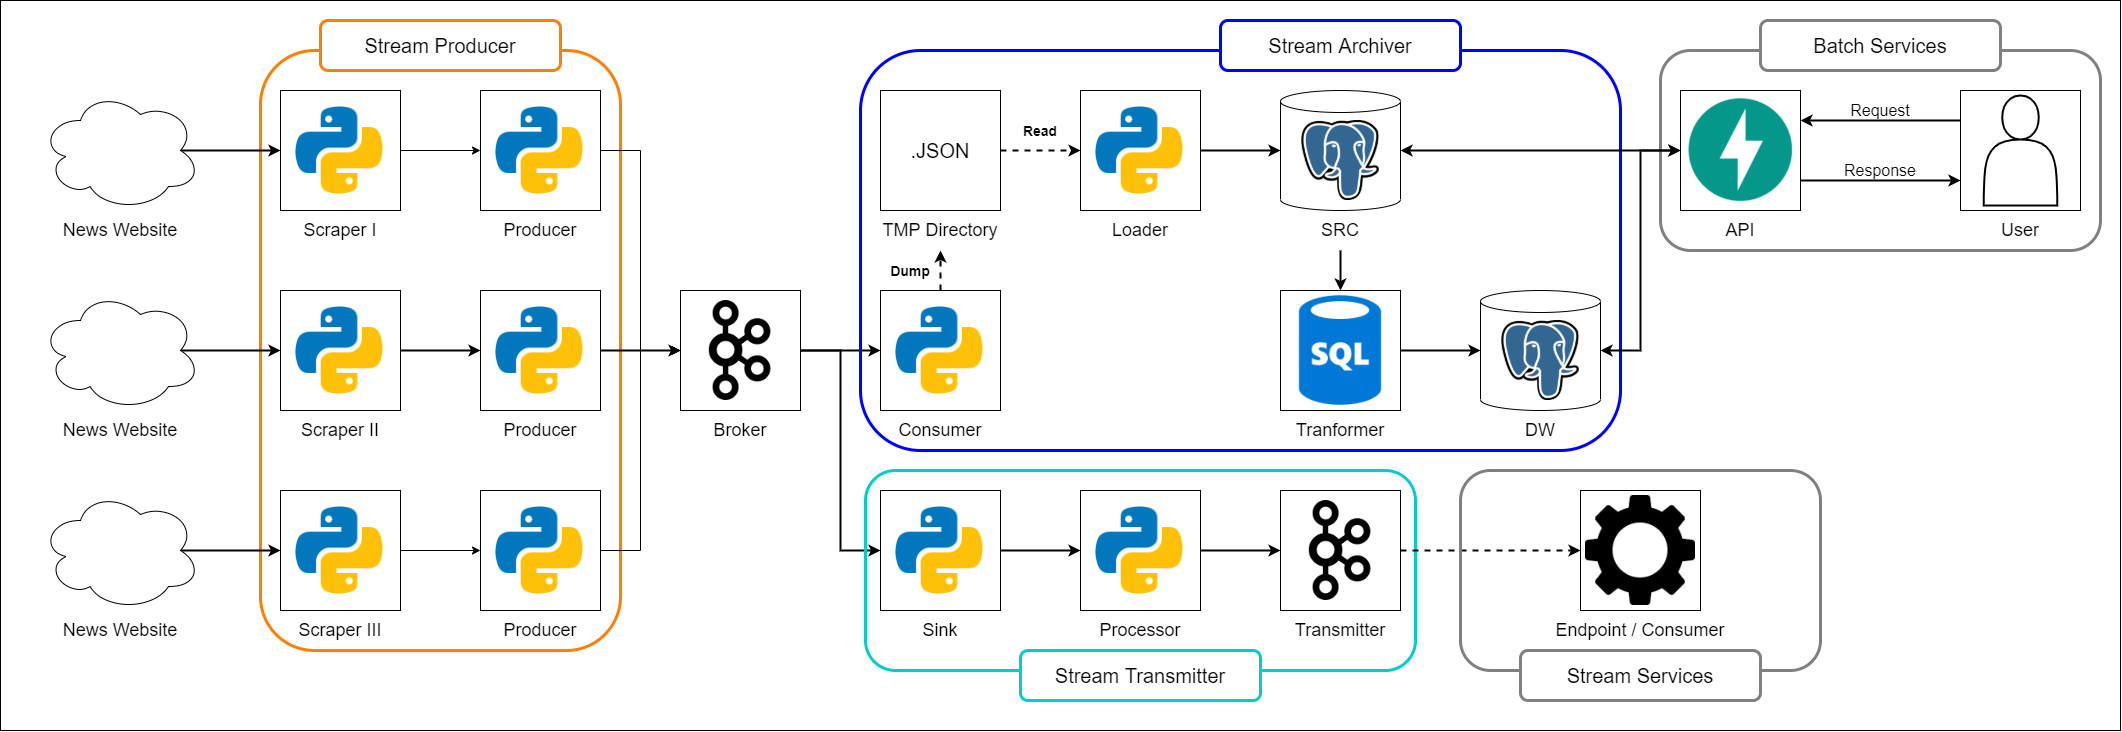 Stream Producer
Stream Archiver
Batch Services
News Website
Scraper I
Producer
.JSON
TMP Directory
Read
Loader
SRC
API
Request
Response
User
News Website
Scraper II
Producer
Broker
Dump
Consumer
SQL
Tranformer
DW
News Website
Scraper III
Producer
Sink
Processor
Transmitter
Endpoint / Consumer
Stream Transmitter
Stream Services